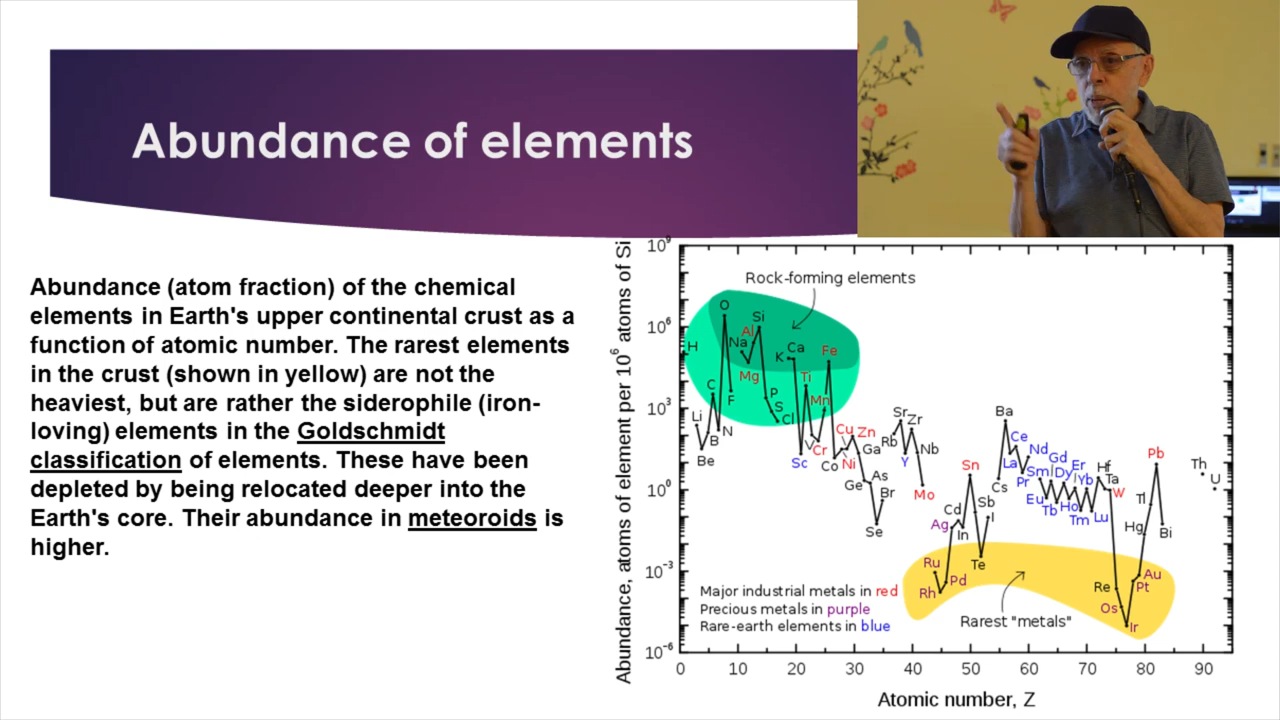 Abundance of elements
Abundance (atom fraction) of the chemical
elements in Earth's upper continental crust as a
function of atomic number. The rarest elements
in the crust (shown in yellow) are not the
heaviest, but are rather the siderophile (iron-
loving) elements in the Goldschmidt
classification of elements. These have been
depleted by being relocated deeper into the
Earth's core. Their abundance in meteoroids is
higher.
Abundance, atoms of element per 10⁶ atoms of Si
10⁹
10⁶
10³
10⁰
10⁻³
10⁻⁶
Rock-forming elements
H
Li
Be
B
C
N
O
F
Na
Mg
Al
Si
P
S
Cl
K
Ca
Sc
Ti
V
Cr
Mn
Fe
Co
Ni
Cu
Zn
Ga
Ge
As
Se
Br
Rb
Sr
Y
Zr
Nb
Mo
Ru
Rh
Pd
Ag
Cd
In
Sn
Sb
Te
I
Cs
Ba
La
Ce
Pr
Nd
Sm
Eu
Gd
Tb
Dy
Ho
Er
Tm
Yb
Lu
Hf
Ta
W
Re
Os
Ir
Pt
Au
Hg
Tl
Pb
Bi
Th
U
Major industrial metals in red
Precious metals in purple
Rare-earth elements in blue
Rarest "metals"
0 10 20 30 40 50 60 70 80 90
Atomic number, Z